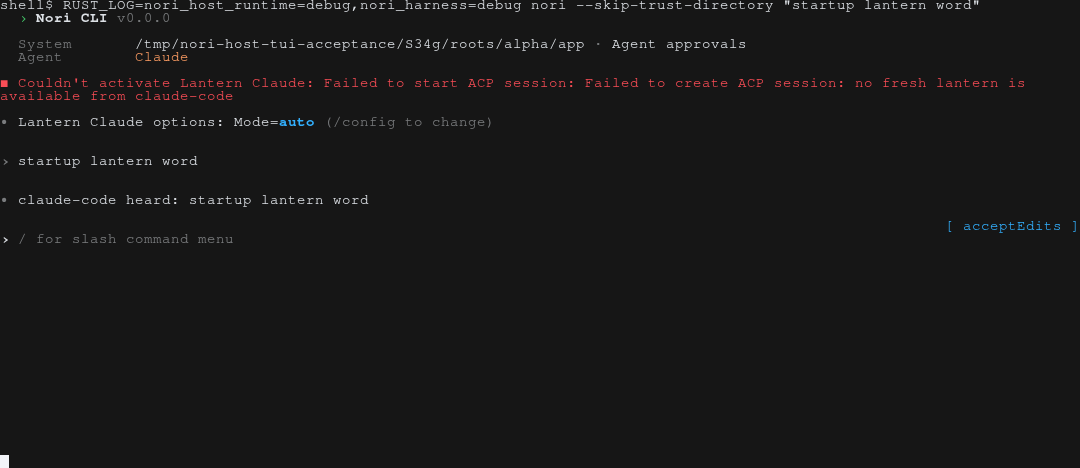 shell$ RUST_LOG=nori_host_runtime=debug,nori_harness=debug nori --skip-trust-directory "startup lantern word"
› Nori CLI v0.0.0
System /tmp/nori-host-tui-acceptance/S34g/roots/alpha/app · Agent approvals
Agent Claude
■ Couldn't activate Lantern Claude: Failed to start ACP session: Failed to create ACP session: no fresh lantern is
available from claude-code
• Lantern Claude options: Mode=auto (/config to change)
› startup lantern word
• claude-code heard: startup lantern word
[ acceptEdits ]
› / for slash command menu